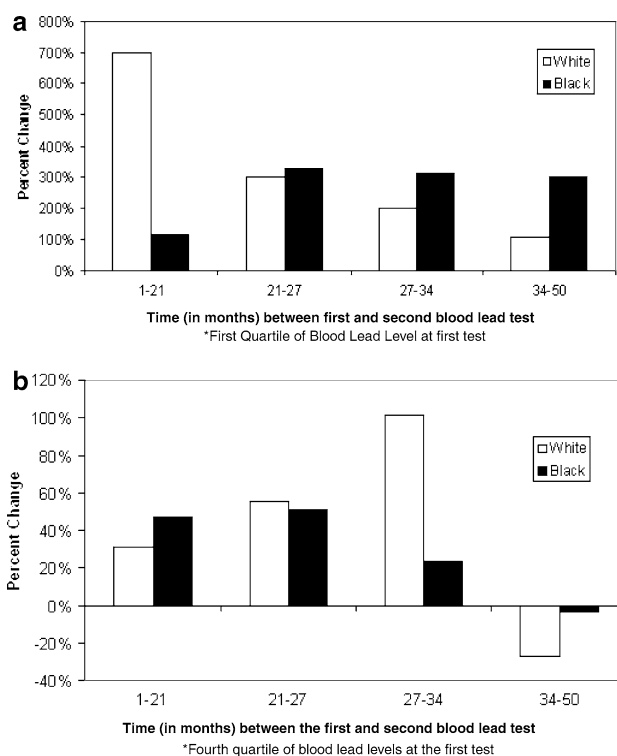 a
800%
700%
600%
500%
400%
300%
200%
100%
0%
Percent Change
White
Black
1-21 21-27 27-34 34-50
Time (in months) between first and second blood lead test
*First Quartile of Blood Lead Level at first test
b
120%
100%
80%
60%
40%
20%
0%
-20%
-40%
Percent Change
White
Black
1-21 21-27 27-34 34-50
Time (in months) between the first and second blood lead test
*Fourth quartile of blood lead levels at the first test